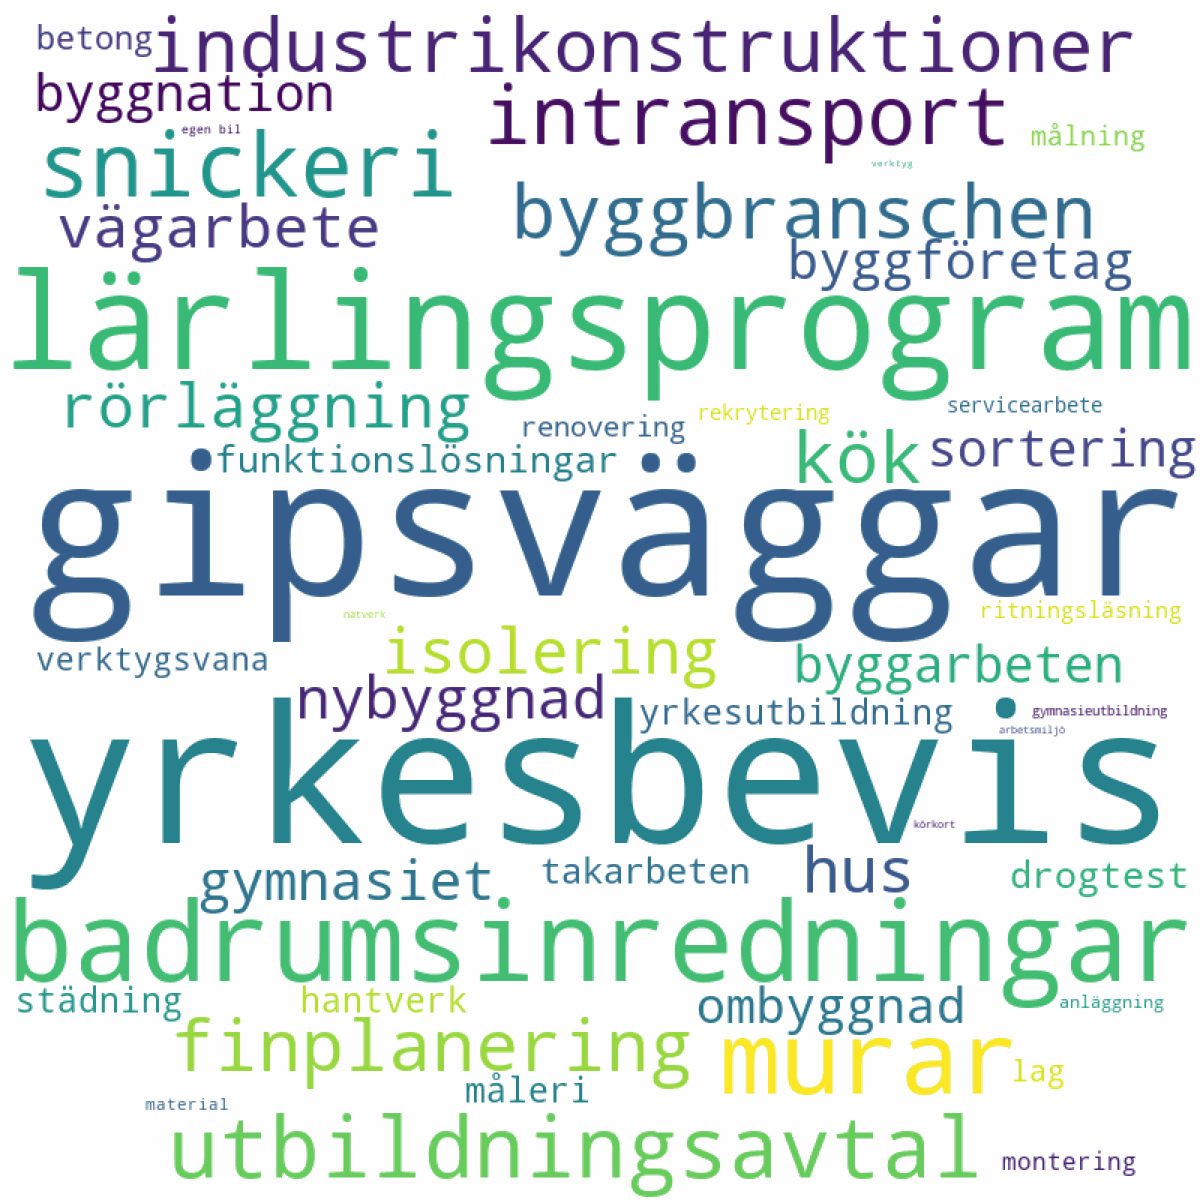 betong industrikonstruktioner
byggnation intransport
egen bil målning
snickeri verktyg
vägarbete byggbranschen
byggföretag
lärlingsprogram
rörläggning renovering rekrytering servicearbete
funktionslösningar kök sortering
gipsväggar
nätverk ritningsläsning
verktygsvana isolering byggarbeten
nybyggnad yrkesutbildning gymnasieutbildning
arbetsmiljö
yrkesbevis
körkort
gymnasiet takarbeten hus drogtest
badrumsinredningar
städning hantverk ombyggnad anläggning
finplanering murar lag
måleri
material
utbildningsavtal montering